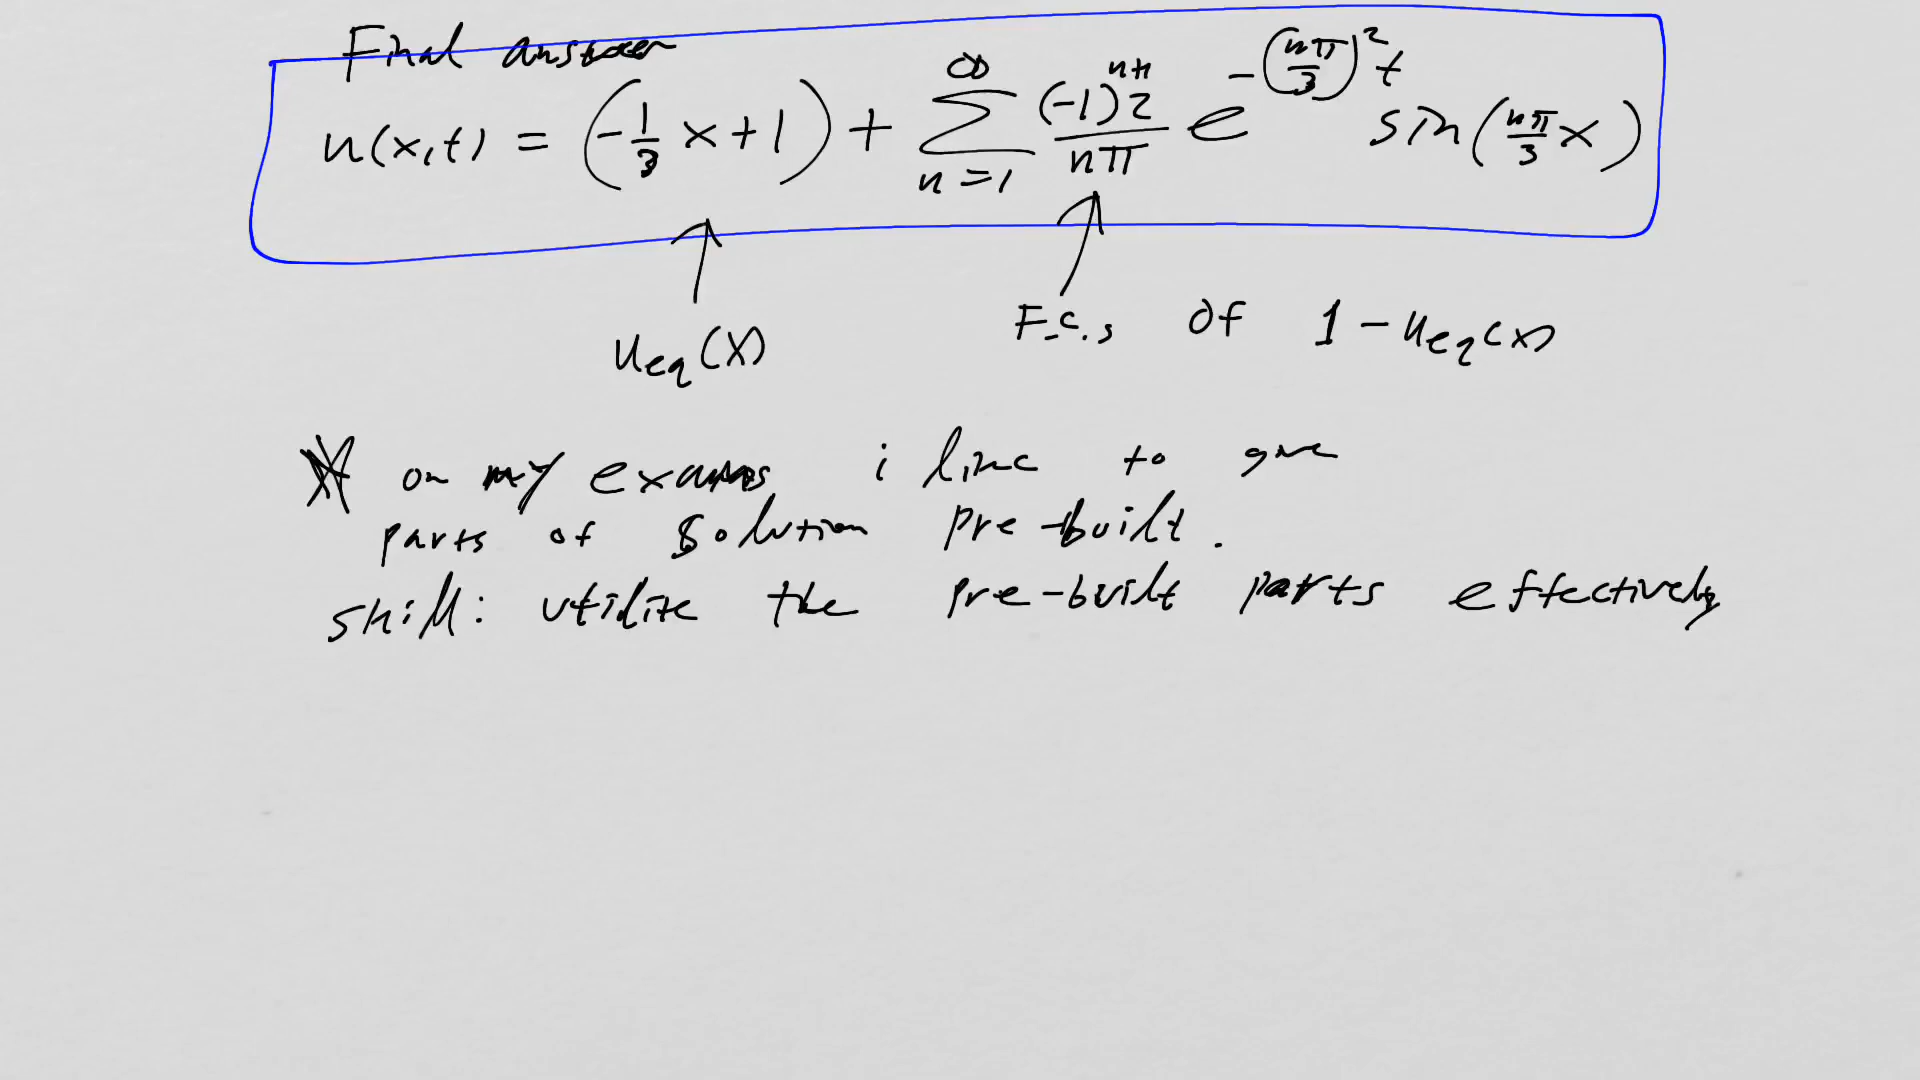 Final answer
u(x,t) = (-1/3 x+1) + ∑_{n=1}^{∞} (-1)^{n+1} 2/(nπ) e^{-(nπ/3)^2 t} sin(nπ/3 x)
u_eq(x)
F.C.s of 1 - u_eq(x)
on my exams i like to give
parts of solution pre-built.
skill: utilize the pre-built parts effectively